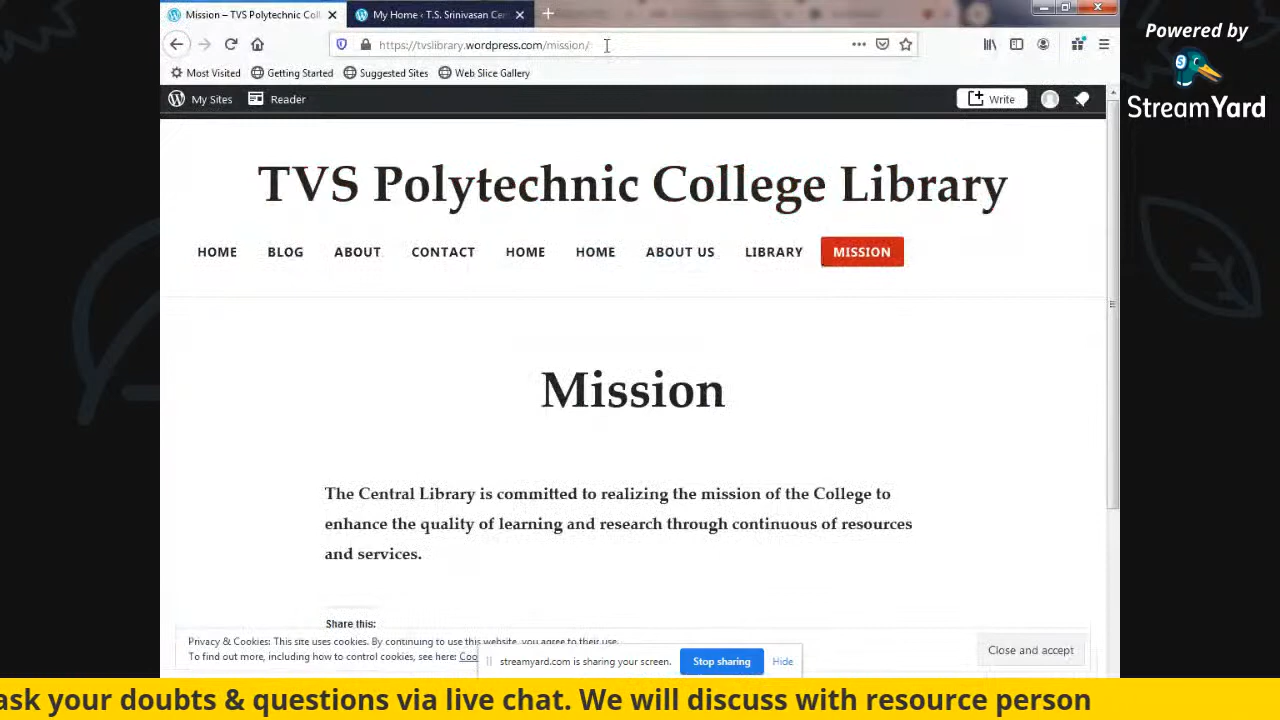 Mission – TVS Polytechnic Coll
My Home ‹ T.S. Srinivasan Cen
Powered by
StreamYard
https://tvslibrary.wordpress.com/mission/
Most Visited
Getting Started
Suggested Sites
Web Slice Gallery
My Sites
Reader
Write
TVS Polytechnic College Library
HOME BLOG ABOUT CONTACT HOME HOME ABOUT US LIBRARY MISSION
Mission
The Central Library is committed to realizing the mission of the College to
enhance the quality of learning and research through continuous of resources
and services.
Share this:
Privacy & Cookies: This site uses cookies. By continuing to use this website, you agree to their use.
To find out more, including how to control cookies, see here: Coo
Close and accept
streamyard.com is sharing your screen.
Stop sharing
Hide
ask your doubts & questions via live chat. We will discuss with resource person